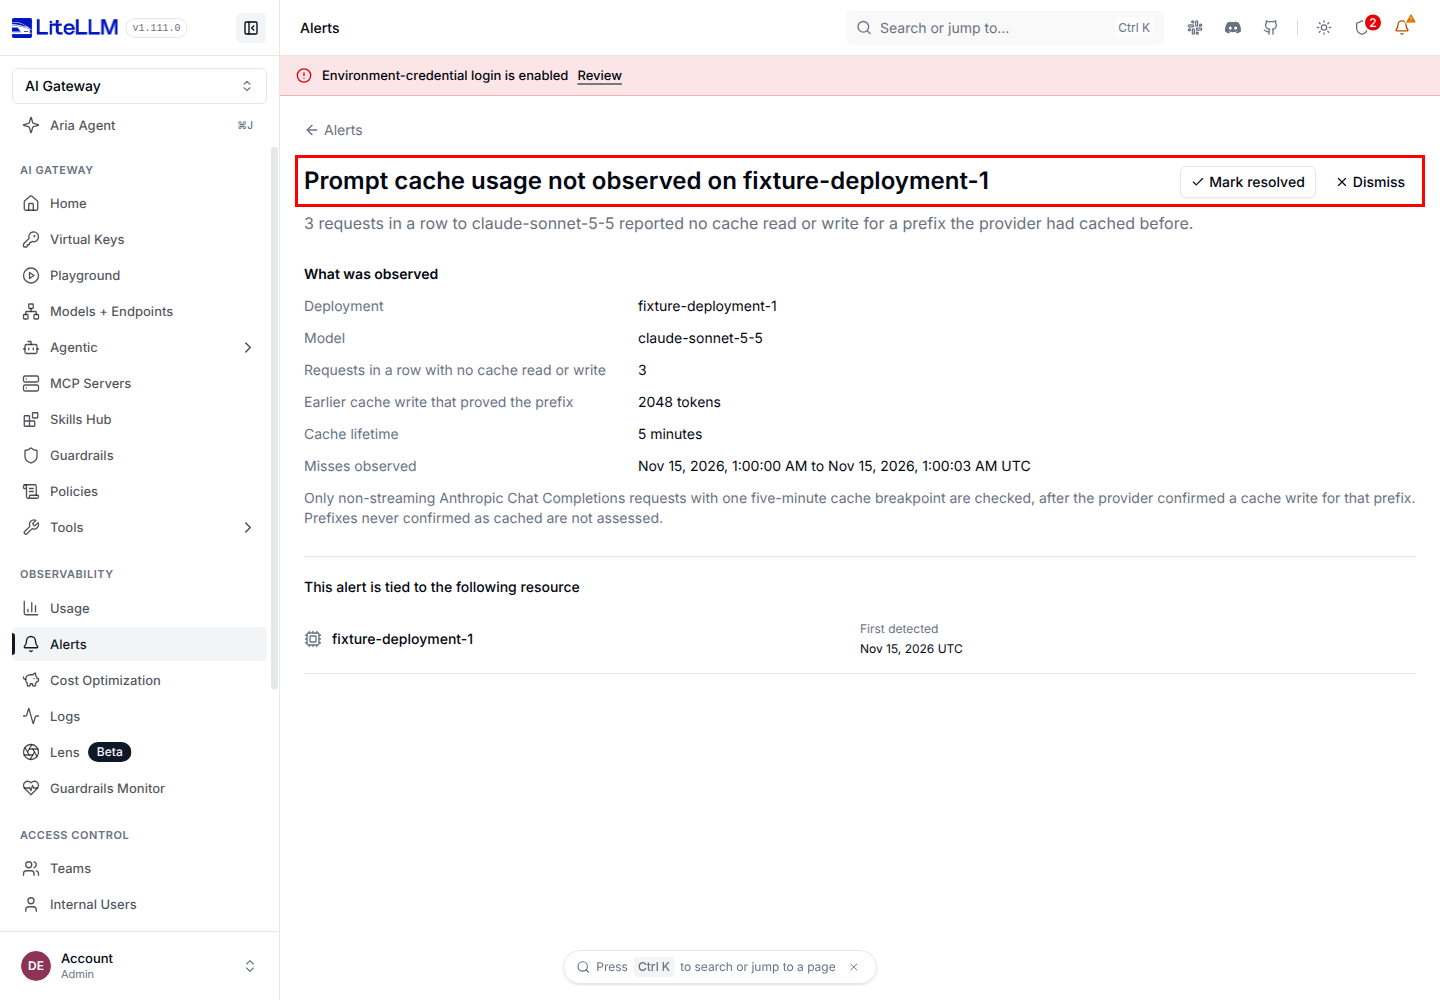 LiteLLM
v1.111.0
Alerts
Search or jump to...
Ctrl K
2
AI Gateway
Environment-credential login is enabled Review
Aria Agent
⌘J
AI GATEWAY
Home
Virtual Keys
Playground
Models + Endpoints
Agentic
MCP Servers
Skills Hub
Guardrails
Policies
Tools
OBSERVABILITY
Usage
Alerts
Cost Optimization
Logs
Lens Beta
Guardrails Monitor
ACCESS CONTROL
Teams
Internal Users
DE
Account
Admin
Alerts
Prompt cache usage not observed on fixture-deployment-1
Mark resolved
Dismiss
3 requests in a row to claude-sonnet-5-5 reported no cache read or write for a prefix the provider had cached before.
What was observed
Deployment fixture-deployment-1
Model claude-sonnet-5-5
Requests in a row with no cache read or write 3
Earlier cache write that proved the prefix 2048 tokens
Cache lifetime 5 minutes
Misses observed Nov 15, 2026, 1:00:00 AM to Nov 15, 2026, 1:00:03 AM UTC
Only non-streaming Anthropic Chat Completions requests with one five-minute cache breakpoint are checked, after the provider confirmed a cache write for that prefix.
Prefixes never confirmed as cached are not assessed.
This alert is tied to the following resource
fixture-deployment-1
First detected
Nov 15, 2026 UTC
Press Ctrl K to search or jump to a page